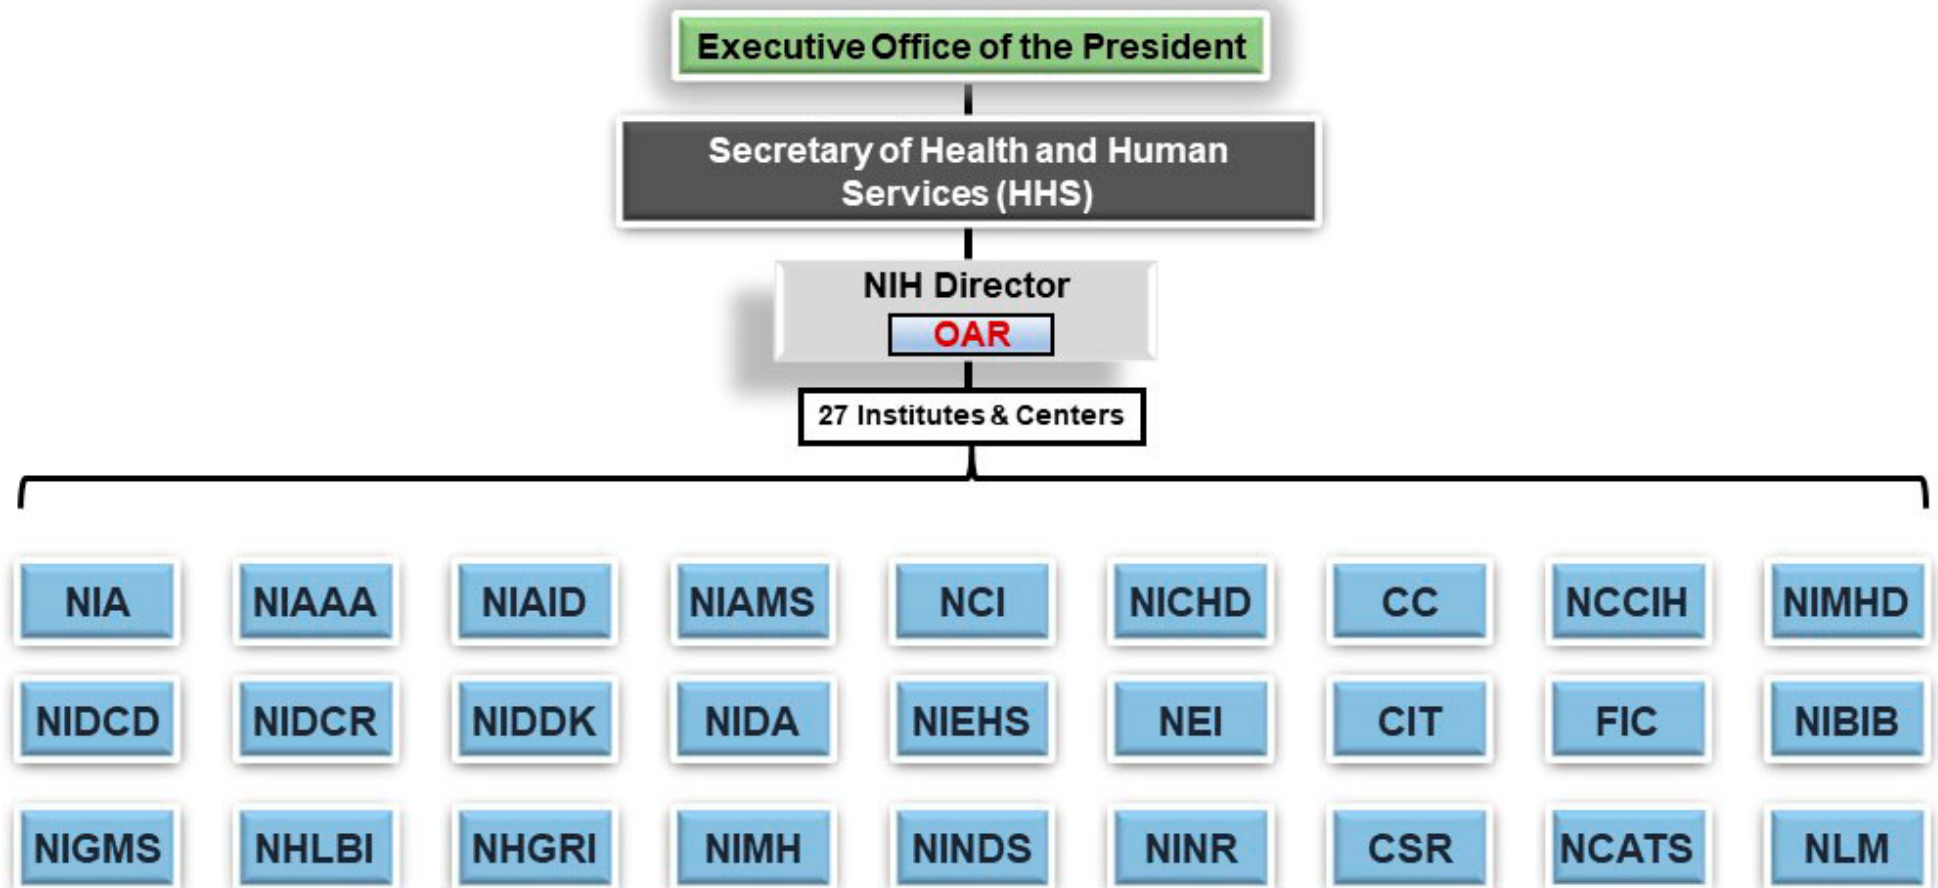 Executive Office of the President
Secretary of Health and Human
Services (HHS)
NIH Director
OAR
27 Institutes & Centers
NIA NIAAA NIAID NIAMS NCI NICHD CC NCCIH NIMHD
NIDCD NIDCR NIDDK NIDA NIEHS NEI CIT FIC NIBIB
NIGMS NHLBI NHGRI NIMH NINDS NINR CSR NCATS NLM